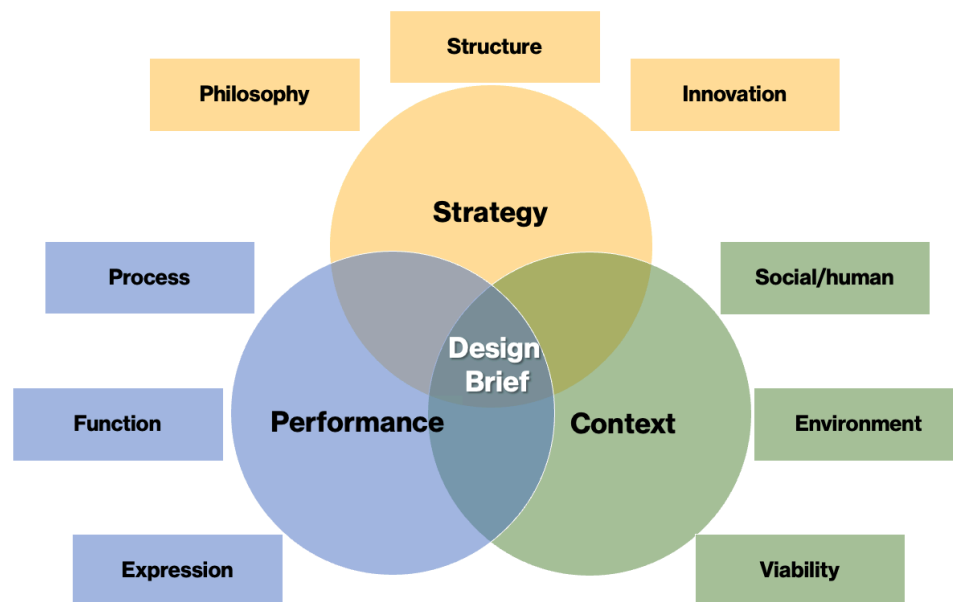 Structure
Philosophy
Innovation
Strategy
Process
Social/human
Design
Brief
Function
Performance
Context
Environment
Expression
Viability